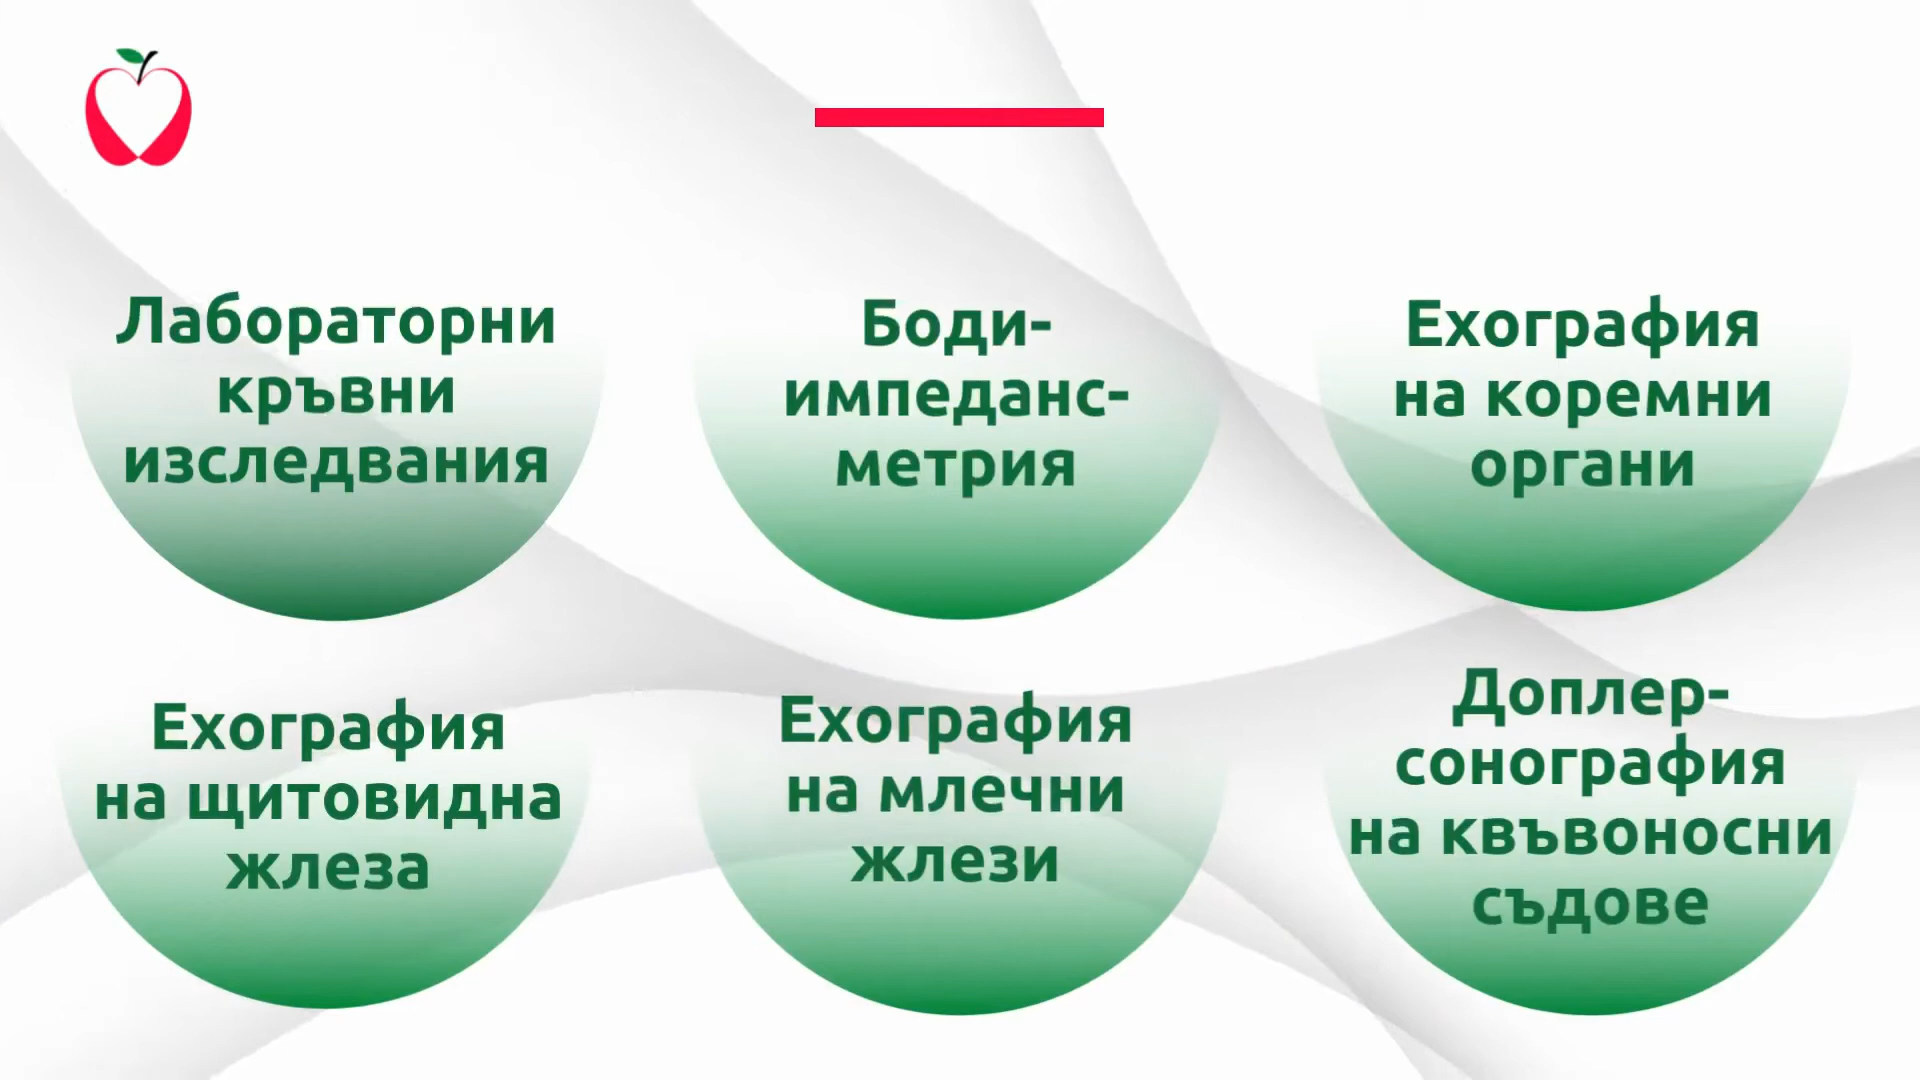 Лабораторни
кръвни
изследвания
Боди-
импеданс-
метрия
Ехография
на коремни
органи
Ехография
на щитовидна
жлеза
Ехография
на млечни
жлези
Доплер-
сонография
на квъвоносни
съдове